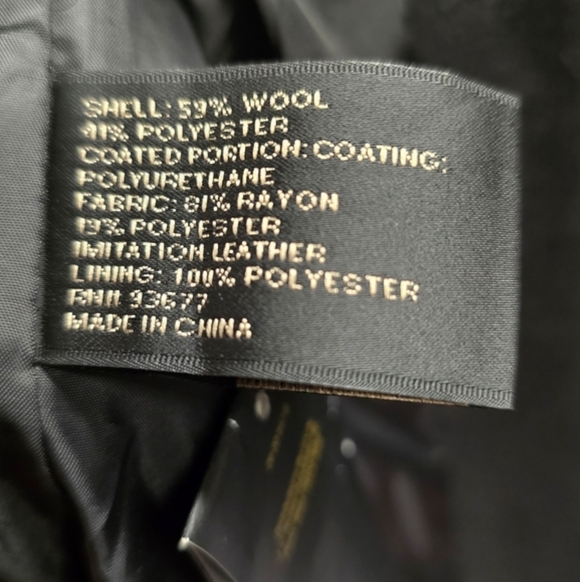 SHELL: 59% WOOL
41% POLYESTER
COATED PORTION: COATING:
POLYURETHANE
FABRIC: 81% RAYON
19% POLYESTER
IMITATION LEATHER
LINING: 100% POLYESTER
RN# 93677
MADE IN CHINA